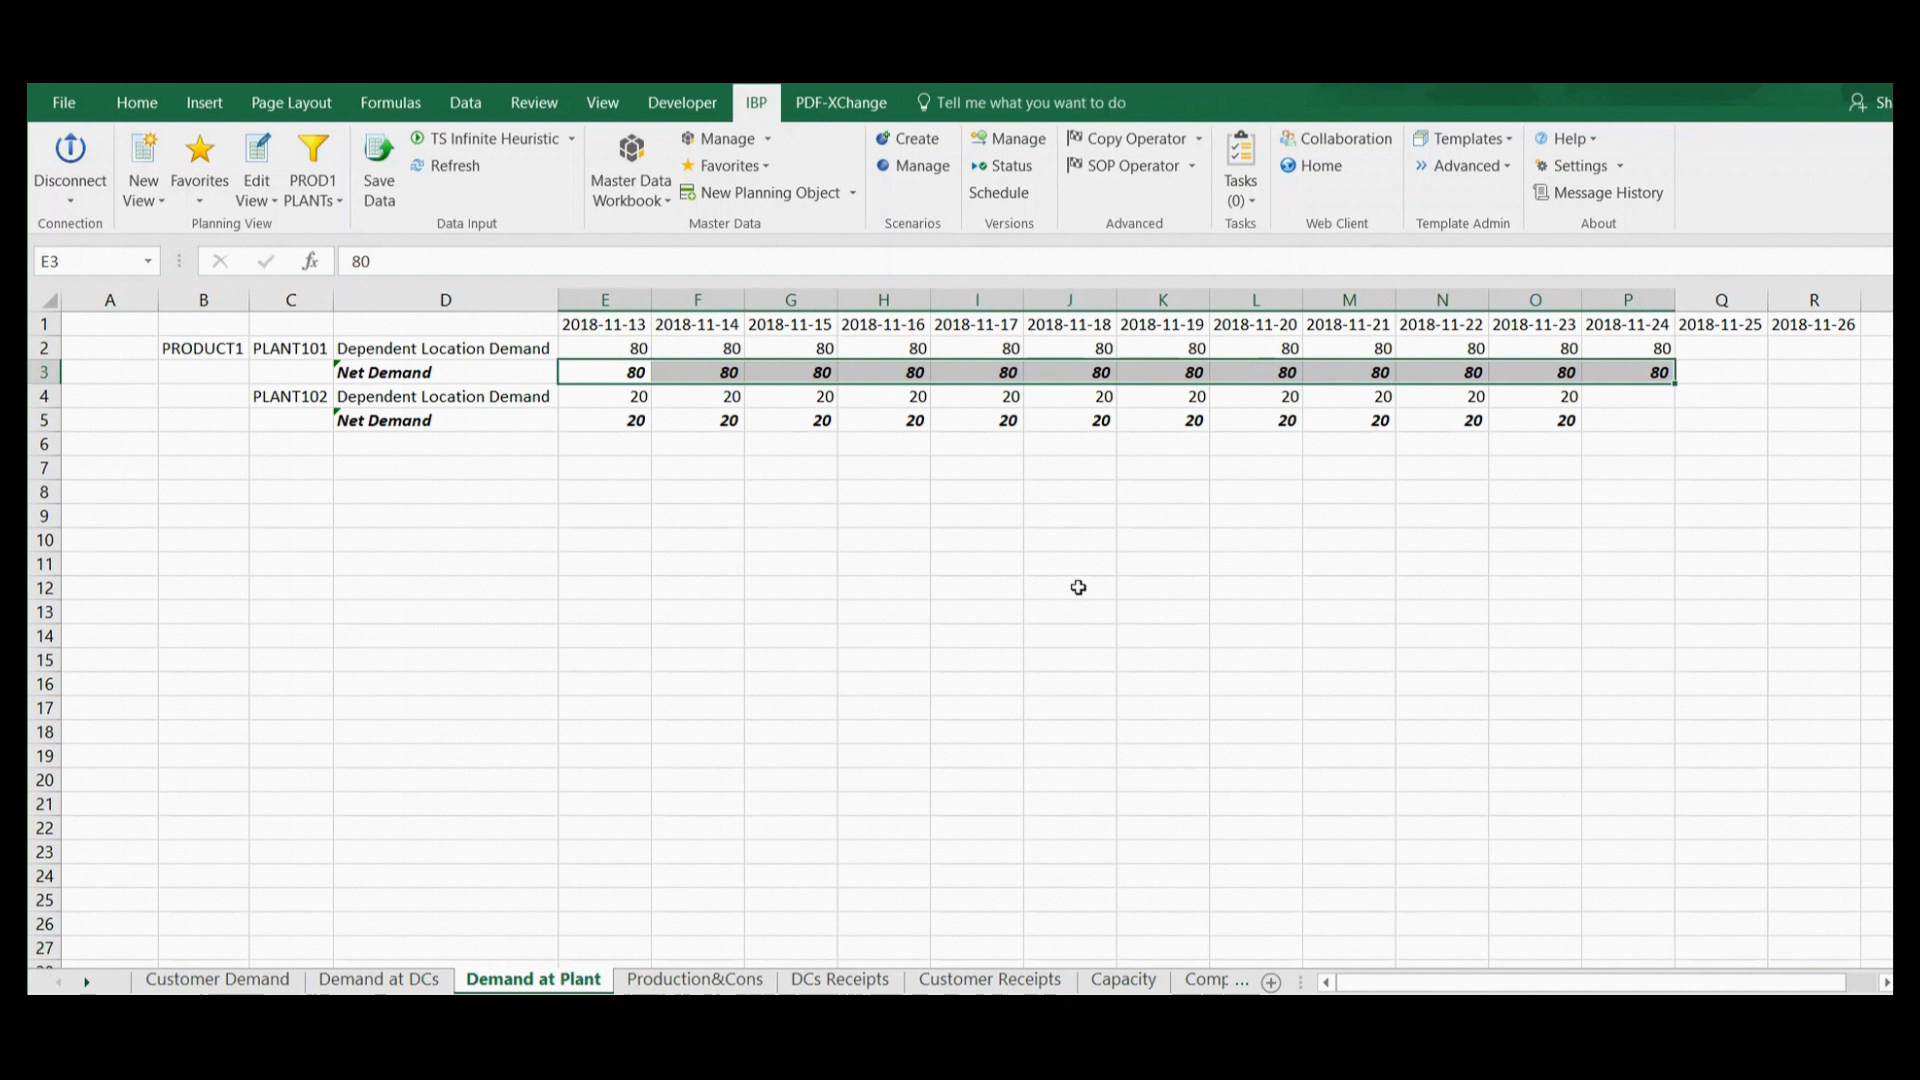 File Home Insert Page Layout Formulas Data Review View Developer IBP PDF-XChange Tell me what you want to do Sh
Disconnect New View Favorites Edit View PROD1 PLANTs Save Data TS Infinite Heuristic Refresh Master Data Workbook Manage Favorites New Planning Object Create Manage Manage Status Schedule Copy Operator SOP Operator Tasks (0) Collaboration Home Templates Advanced Help Settings Message History
Connection Planning View Data Input Master Data Scenarios Versions Advanced Tasks Web Client Template Admin About
E3 fx 80
A B C D E F G H I J K L M N O P Q R
1 2018-11-13 2018-11-14 2018-11-15 2018-11-16 2018-11-17 2018-11-18 2018-11-19 2018-11-20 2018-11-21 2018-11-22 2018-11-23 2018-11-24 2018-11-25 2018-11-26
2 PRODUCT1 PLANT101 Dependent Location Demand 80 80 80 80 80 80 80 80 80 80 80 80
3 Net Demand 80 80 80 80 80 80 80 80 80 80 80 80
4 PLANT102 Dependent Location Demand 20 20 20 20 20 20 20 20 20 20 20
5 Net Demand 20 20 20 20 20 20 20 20 20 20 20
6
7
8
9
10
11
12
13
14
15
16
17
18
19
20
21
22
23
24
25
26
27
Customer Demand Demand at DCs Demand at Plant Production&Cons DCs Receipts Customer Receipts Capacity Comp ...